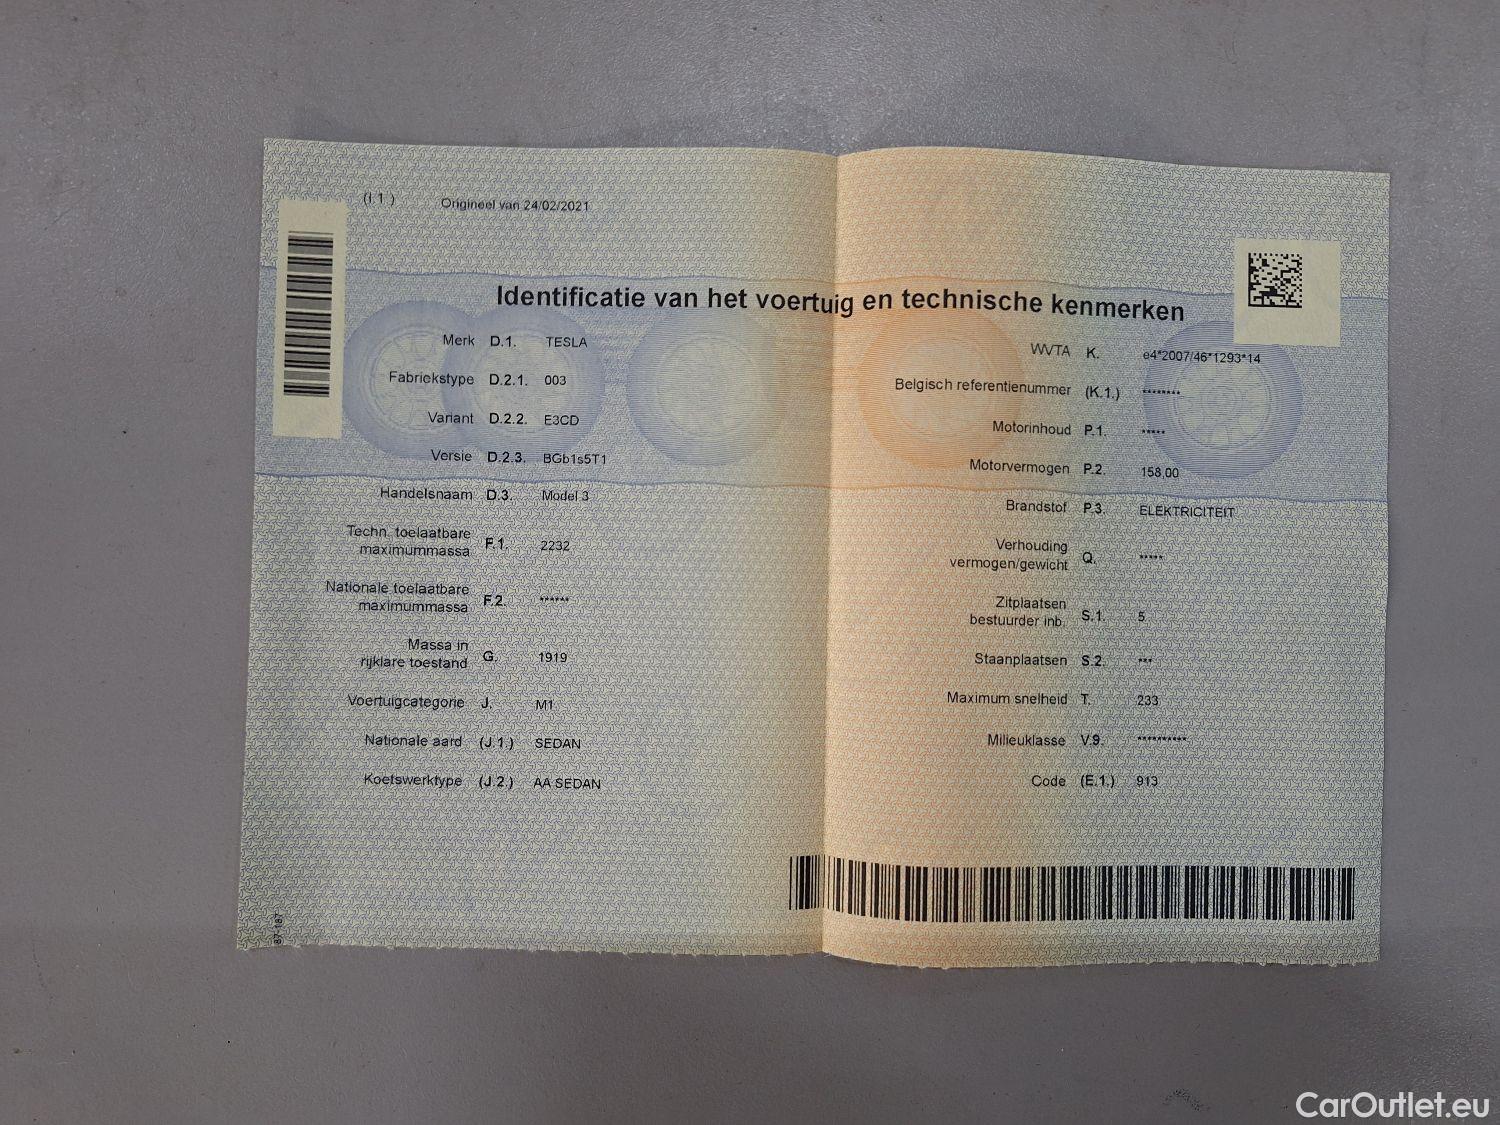 (I.1.) Origineel van 24/02/2021
Identificatie van het voertuig en technische kenmerken
Merk D.1. TESLA
Fabriekstype D.2.1. 003
Variant D.2.2. E3CD
Versie D.2.3. BGb1s5T1
Handelsnaam D.3. Model 3
Techn. toelaatbare
maximummassa F.1. 2232
Nationale toelaatbare
maximummassa F.2. ******
Massa in
rijklare toestand G. 1919
Voertuigcategorie J. M1
Nationale aard (J.1.) SEDAN
Koetswerktype (J.2.) AA SEDAN
87-187
WVTA K. e4*2007/46*1293*14
Belgisch referentienummer (K.1.) ********
Motorinhoud P.1. *****
Motorvermogen P.2. 158,00
Brandstof P.3. ELEKTRICITEIT
Verhouding
vermogen/gewicht Q. *****
Zitplaatsen
bestuurder inb. S.1. 5
Staanplaatsen S.2. ***
Maximum snelheid T. 233
Milieuklasse V.9. **********
Code (E.1.) 913
CarOutlet.eu